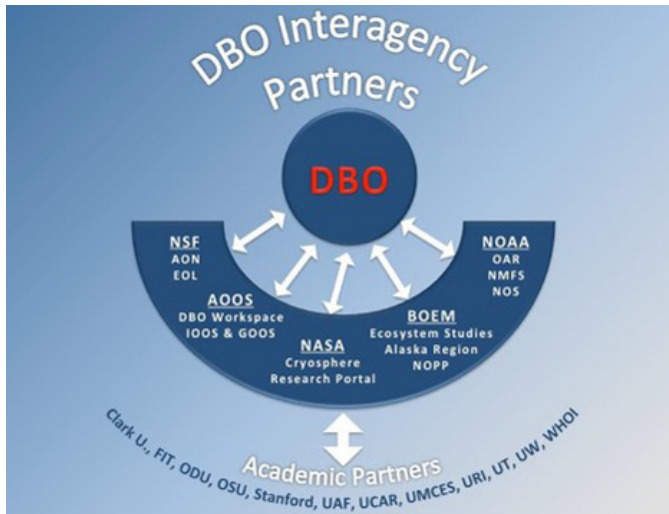 DBO Interagency
Partners
DBO
NSF
AON
EOL
AOOS
DBO Workspace
IOOS & GOOS
NASA
Cryosphere
Research Portal
BOEM
Ecosystem Studies
Alaska Region
NOPP
NOAA
OAR
NMFS
NOS
Academic Partners
Clark U., FIT, ODU, OSU, Stanford, UAF, UCAR, UMCES, URI, UT, UW, WHOI